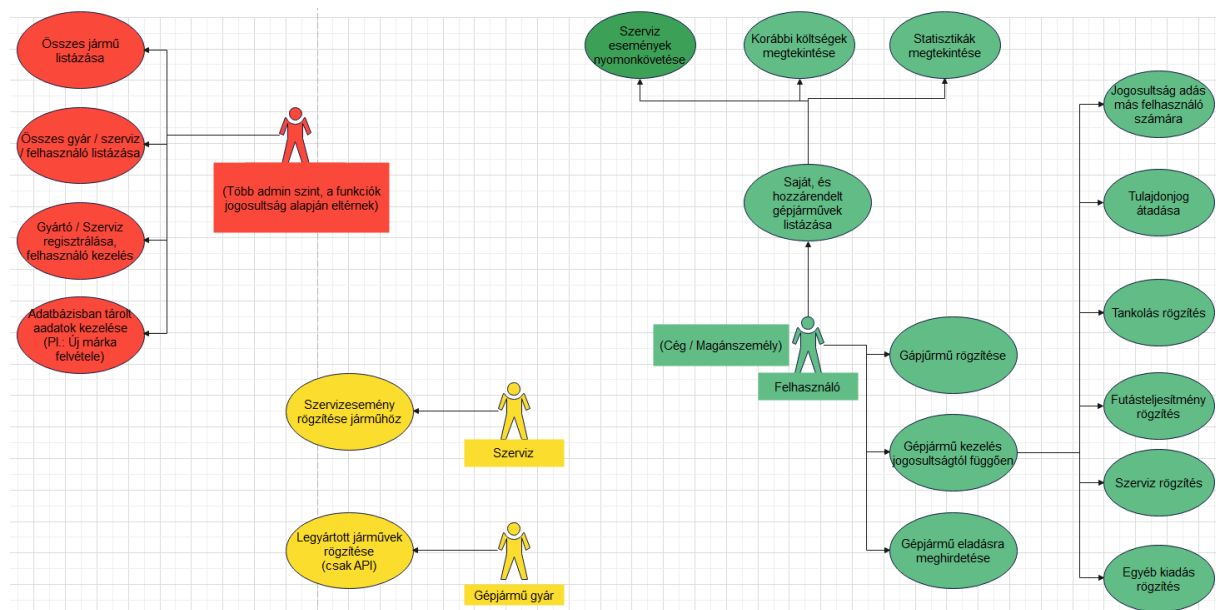 Összes jármű
listázása
Összes gyár / szerviz
/ felhasználó listázása
Gyártó / Szerviz
regisztrálása,
felhasználó kezelés
Adatbázisban tárolt
aadatok kezelése
(Pl.: Új márka
felvétele)
(Több admin szint, a funkciók
jogosultság alapján eltérnek)
Szervizesemény
rögzítése járműhöz
Szerviz
Legyártott járművek
rögzítése
(csak API)
Gépjármű gyár
Szerviz
események
nyomonkövetése
Korábbi költségek
megtekintése
Statisztikák
megtekintése
Saját, és
hozzárendelt
gépjárművek
listázása
(Cég / Magánszemély)
Felhasználó
Gápjűrmű rögzítése
Gépjármű kezelés
jogosultságtól függően
Gépjármű eladásra
meghirdetése
Jogosultság adás
más felhasználó
számára
Tulajdonjog
átadása
Tankolás rögzítés
Futásteljesítmény
rögzítés
Szerviz rögzítés
Egyéb kiadás
rögzítés